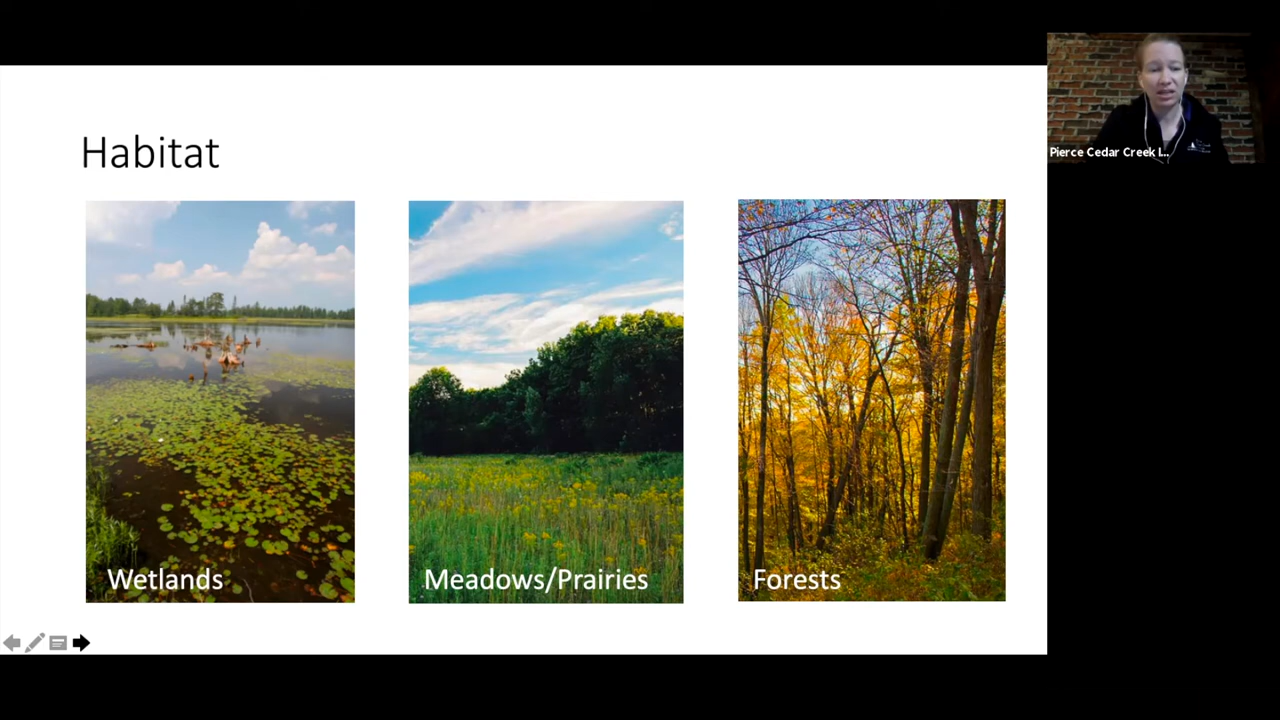 Habitat
Wetlands
Meadows/Prairies
Forests
Pierce Cedar Creek I...